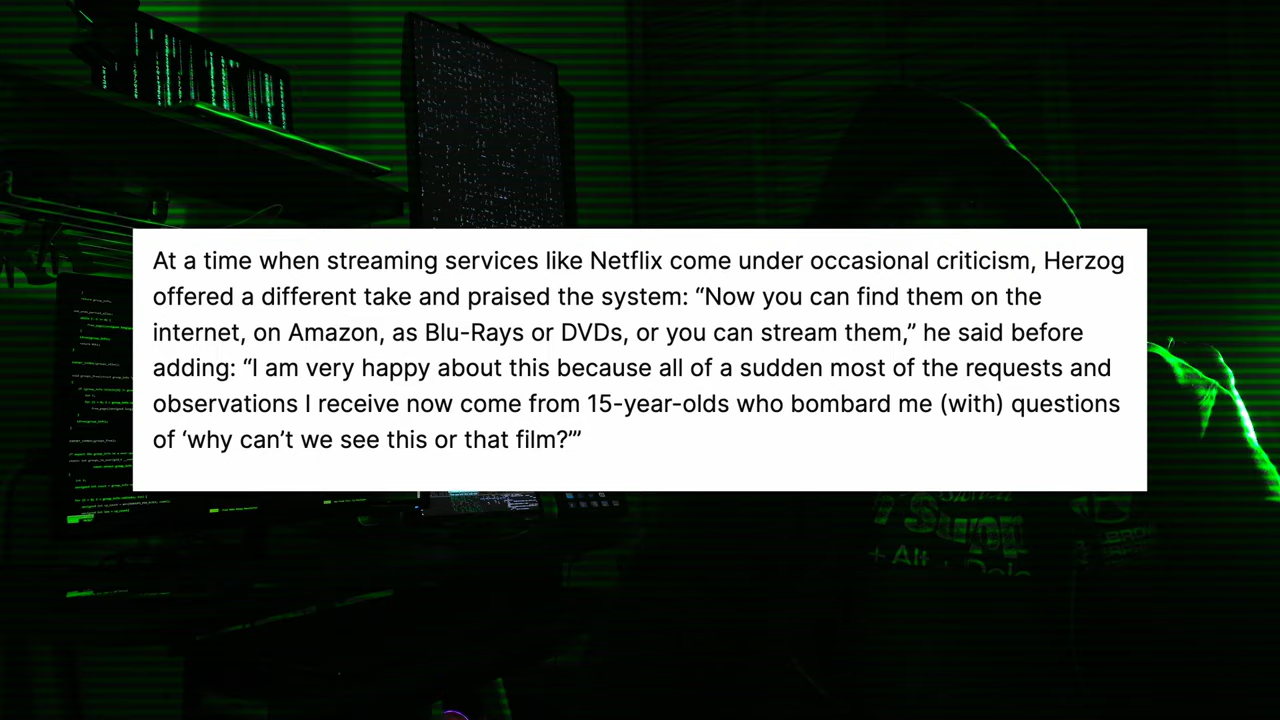 At a time when streaming services like Netflix come under occasional criticism, Herzog
offered a different take and praised the system: “Now you can find them on the
internet, on Amazon, as Blu-Rays or DVDs, or you can stream them,” he said before
adding: “I am very happy about this because all of a sudden most of the requests and
observations I receive now come from 15-year-olds who bombard me (with) questions
of ‘why can’t we see this or that film?’”
+ Alt +